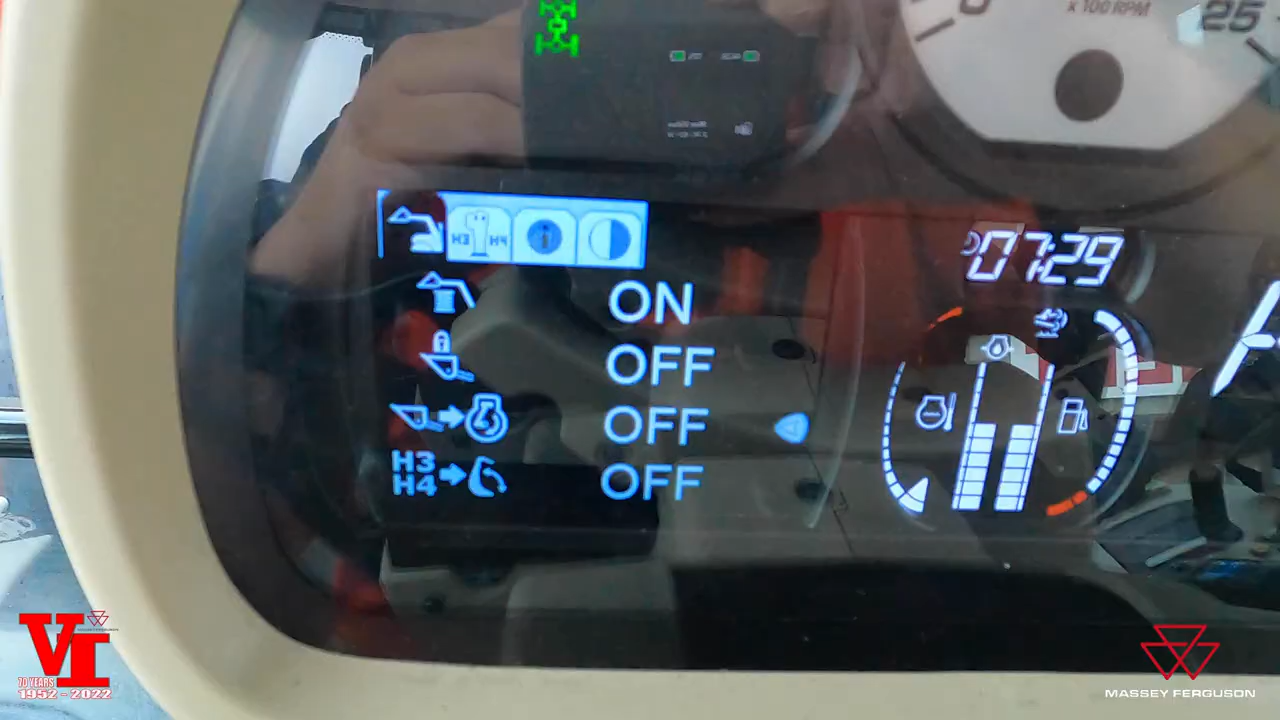 0
x 100 RPM
25
H3 H4
i
07:29
ON
OFF
OFF
H3
H4
OFF
VI
70 YEARS
1952 - 2022
MASSEY FERGUSON